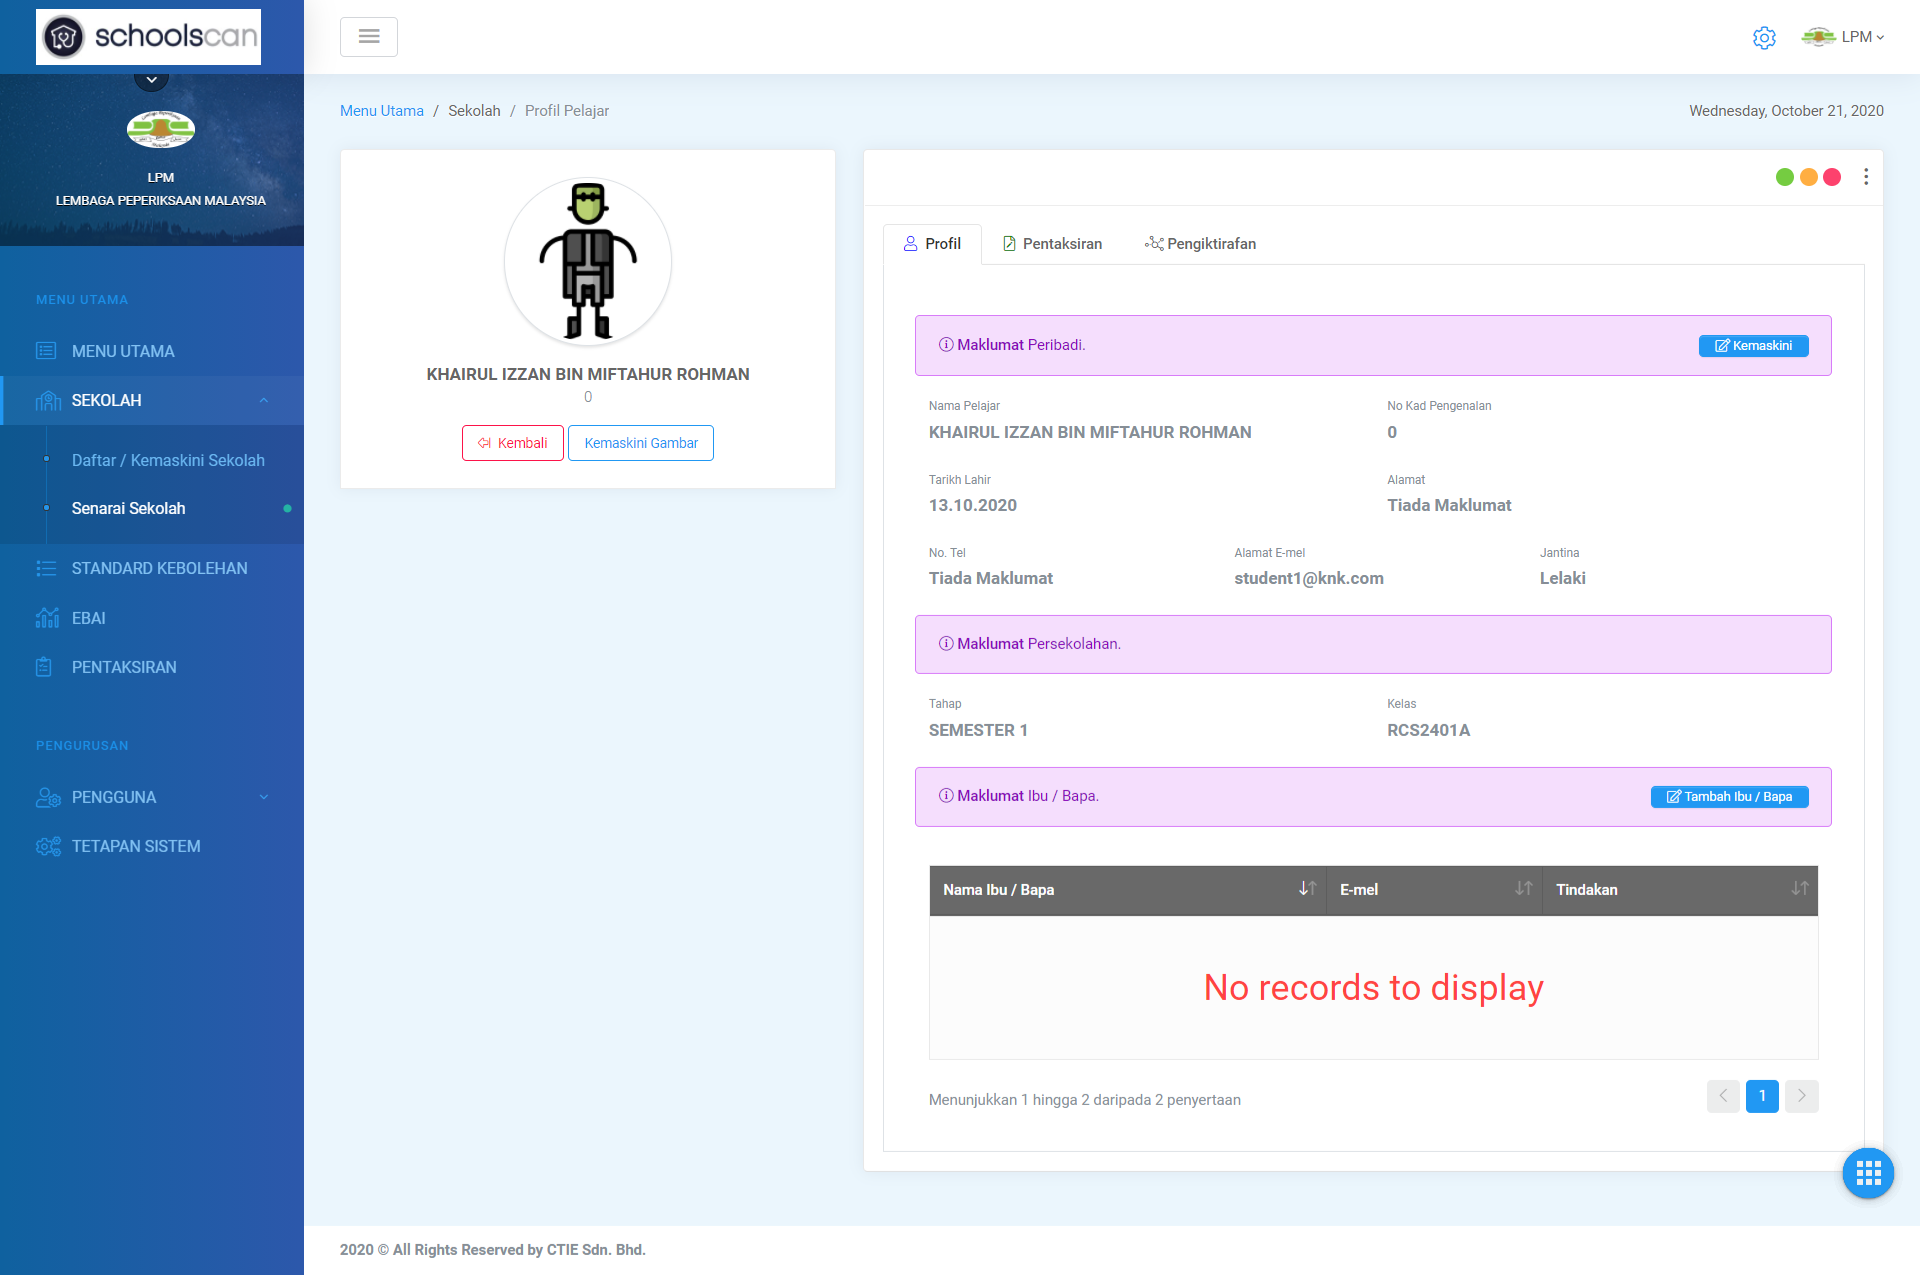 schoolscan
LPM
Menu Utama / Sekolah / Profil Pelajar
Wednesday, October 21, 2020
LPM
LEMBAGA PEPERIKSAAN MALAYSIA
MENU UTAMA
MENU UTAMA
SEKOLAH
Daftar / Kemaskini Sekolah
Senarai Sekolah
STANDARD KEBOLEHAN
EBAI
PENTAKSIRAN
PENGURUSAN
PENGGUNA
TETAPAN SISTEM
KHAIRUL IZZAN BIN MIFTAHUR ROHMAN
0
Kembali
Kemaskini Gambar
Profil
Pentaksiran
Pengiktirafan
Maklumat Peribadi.
Kemaskini
Nama Pelajar
KHAIRUL IZZAN BIN MIFTAHUR ROHMAN
No Kad Pengenalan
0
Tarikh Lahir
13.10.2020
Alamat
Tiada Maklumat
No. Tel
Tiada Maklumat
Alamat E-mel
student1@knk.com
Jantina
Lelaki
Maklumat Persekolahan.
Tahap
SEMESTER 1
Kelas
RCS2401A
Maklumat Ibu / Bapa.
Tambah Ibu / Bapa
Nama Ibu / Bapa
E-mel
Tindakan
No records to display
Menunjukkan 1 hingga 2 daripada 2 penyertaan
1
2020 © All Rights Reserved by CTIE Sdn. Bhd.